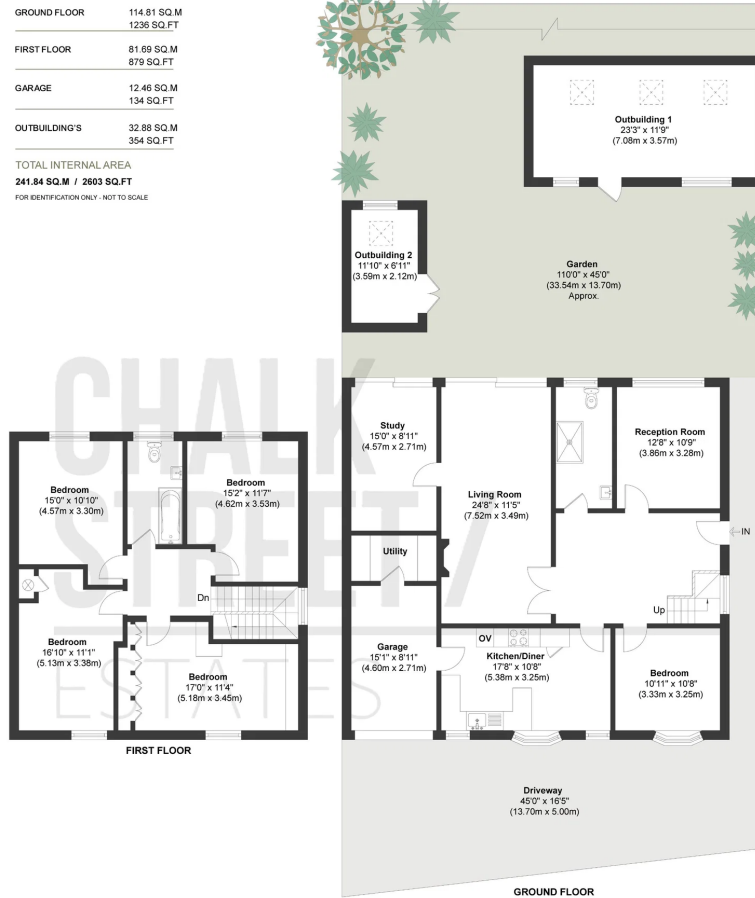 GROUND FLOOR 114.81 SQ.M
1236 SQ.FT
FIRST FLOOR 81.69 SQ.M
879 SQ.FT
GARAGE 12.46 SQ.M
134 SQ.FT
OUTBUILDING'S 32.88 SQ.M
354 SQ.FT
TOTAL INTERNAL AREA
241.84 SQ.M / 2603 SQ.FT
FOR IDENTIFICATION ONLY - NOT TO SCALE
Outbuilding 1
23'3" x 11'9"
(7.08m x 3.57m)
Outbuilding 2
11'10" x 6'11"
(3.59m x 2.12m)
Garden
110'0" x 45'0"
(33.54m x 13.70m)
Approx.
CHALK
STREET
ESTATES
Study
15'0" x 8'11"
(4.57m x 2.71m)
Reception Room
12'8" x 10'9"
(3.86m x 3.28m)
Living Room
24'8" x 11'5"
(7.52m x 3.49m)
IN
Utility
Up
Garage
15'1" x 8'11"
(4.60m x 2.71m)
OV
Kitchen/Diner
17'8" x 10'8"
(5.38m x 3.25m)
Bedroom
10'11" x 10'8"
(3.33m x 3.25m)
Bedroom
15'0" x 10'10"
(4.57m x 3.30m)
Bedroom
15'2" x 11'7"
(4.62m x 3.53m)
Dn
Bedroom
16'10" x 11'1"
(5.13m x 3.38m)
Bedroom
17'0" x 11'4"
(5.18m x 3.45m)
FIRST FLOOR
Driveway
45'0" x 16'5"
(13.70m x 5.00m)
GROUND FLOOR